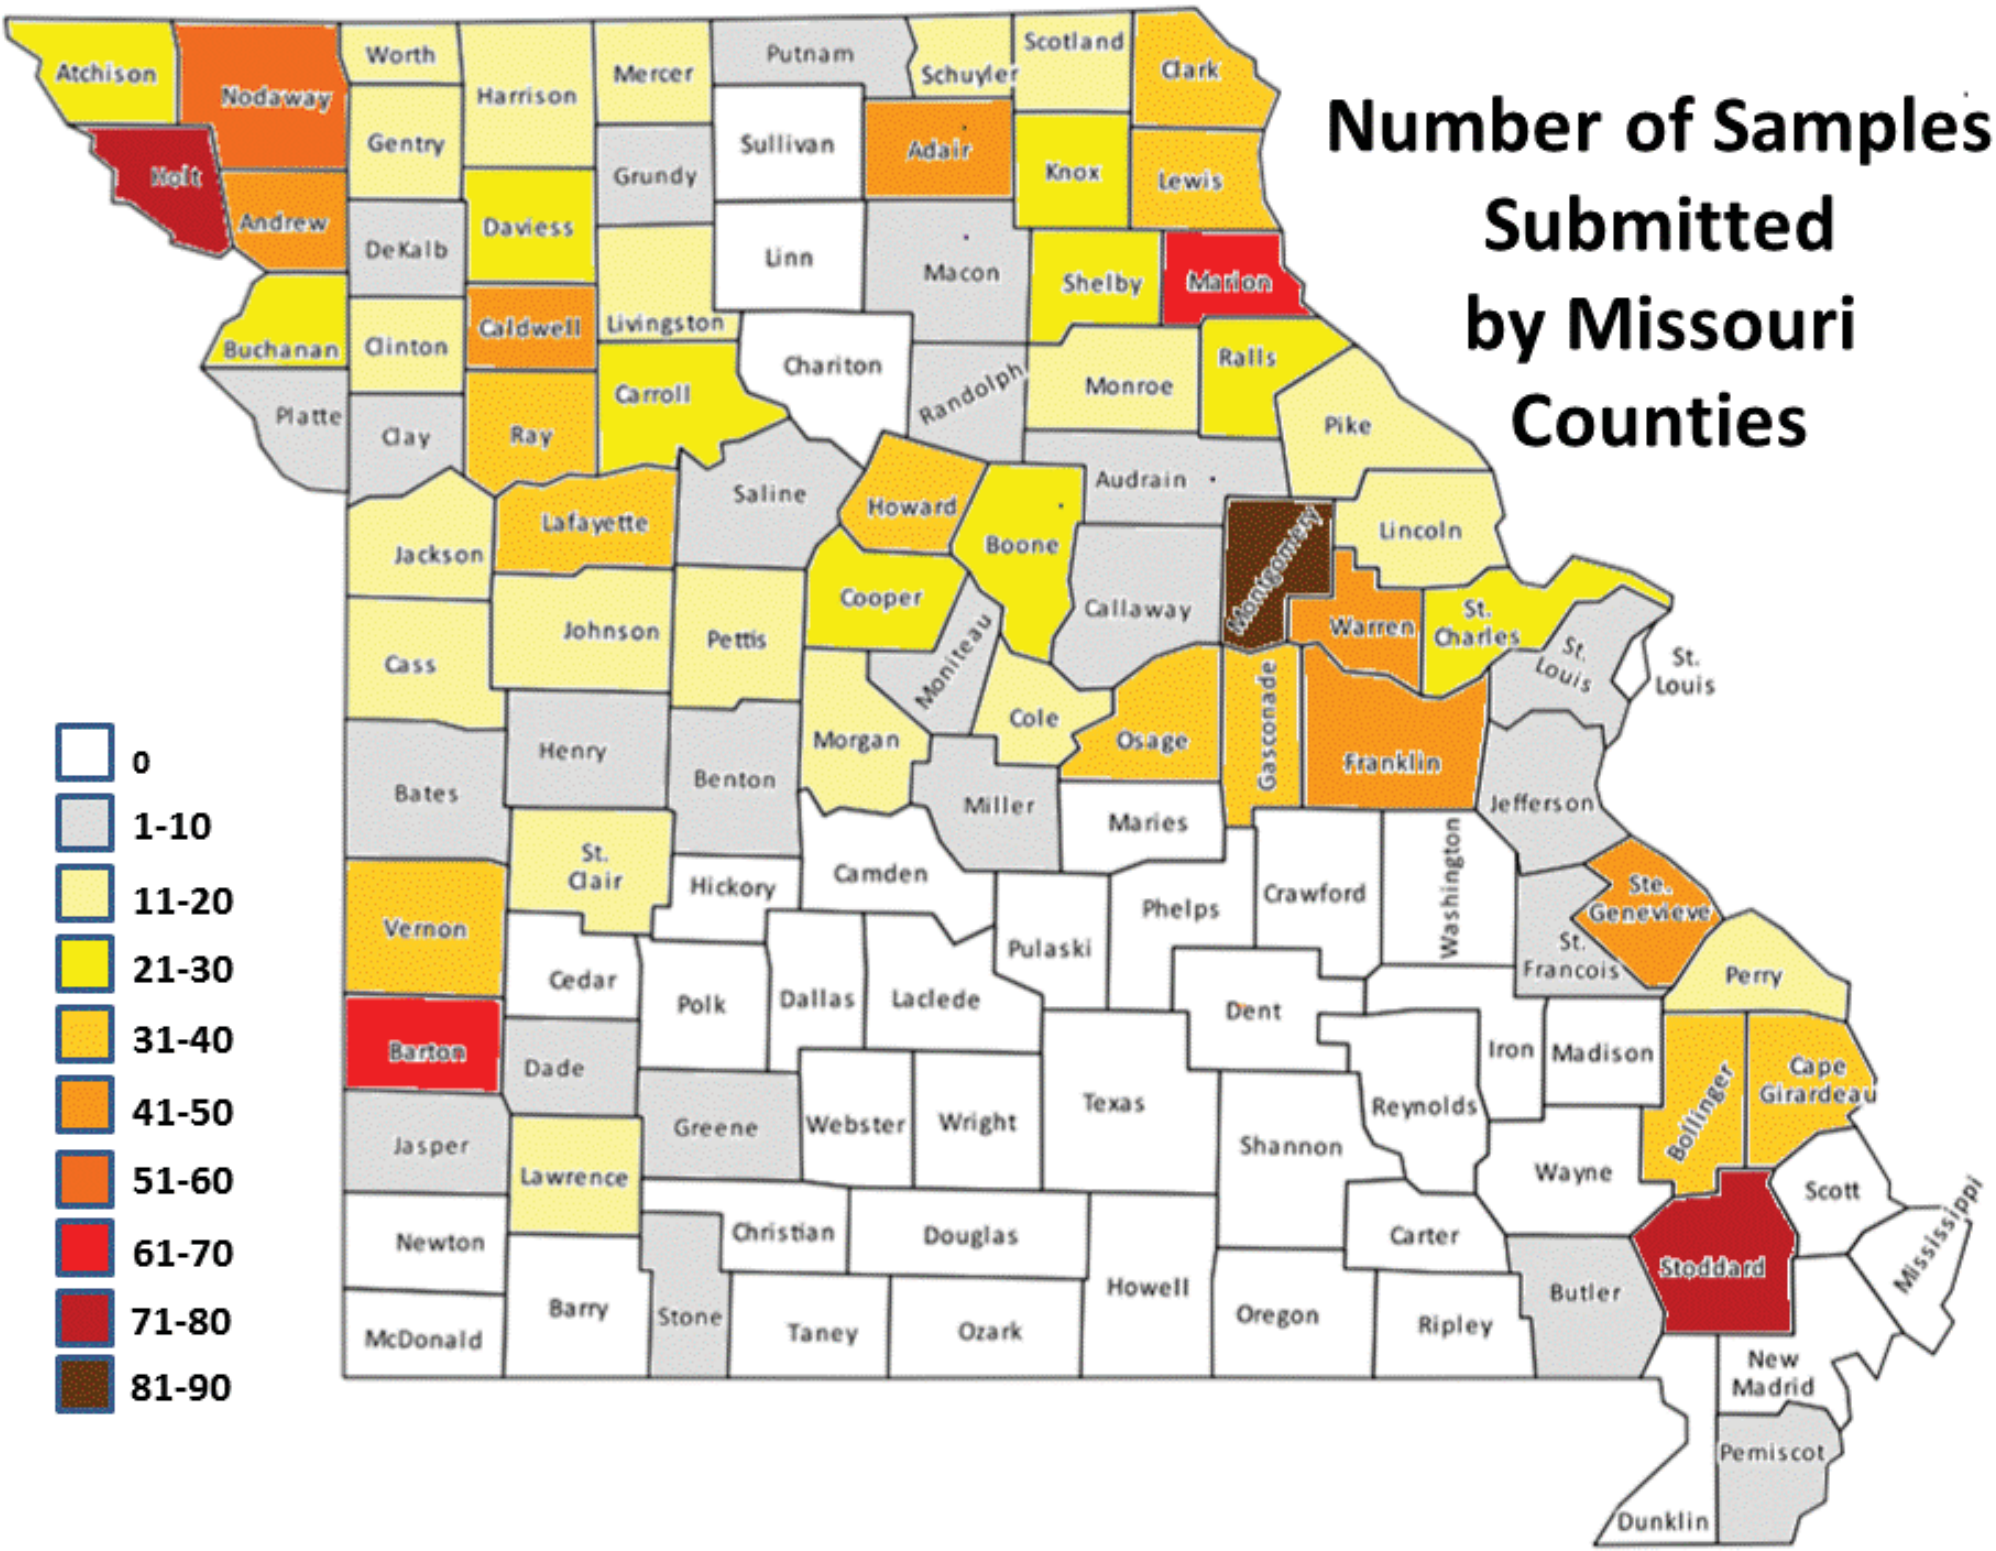 Number of Samples
Submitted
by Missouri
Counties
Atchison
Nodaway
Worth
Harrison
Mercer
Putnam
Schuyler
Scotland
Clark
Holt
Andrew
Gentry
Grundy
Sullivan
Adair
Knox
Lewis
DeKalb
Daviess
Linn
Macon
Shelby
Marion
Buchanan
Clinton
Caldwell
Livingston
Chariton
Randolph
Monroe
Ralls
Platte
Clay
Ray
Carroll
Pike
Saline
Howard
Boone
Audrain
Montgomery
Lincoln
Jackson
Lafayette
Cooper
Callaway
Warren
St.
Charles
St.
Louis
St.
Louis
Cass
Johnson
Pettis
Moniteau
Morgan
Cole
Osage
Gasconade
Franklin
Bates
Henry
Benton
Miller
Maries
Jefferson
St.
Clair
Hickory
Camden
Phelps
Crawford
Washington
Ste.
Genevieve
St.
Francois
Perry
Vernon
Cedar
Polk
Dallas
Laclede
Pulaski
Dent
Iron
Madison
Bollinger
Cape
Girardeau
Barton
Dade
Greene
Webster
Wright
Texas
Shannon
Reynolds
Wayne
Scott
Mississippi
Jasper
Lawrence
Christian
Douglas
Howell
Carter
Butler
Stoddard
Newton
McDonald
Barry
Stone
Taney
Ozark
Oregon
Ripley
New
Madrid
Pemiscot
Dunklin
0
1-10
11-20
21-30
31-40
41-50
51-60
61-70
71-80
81-90